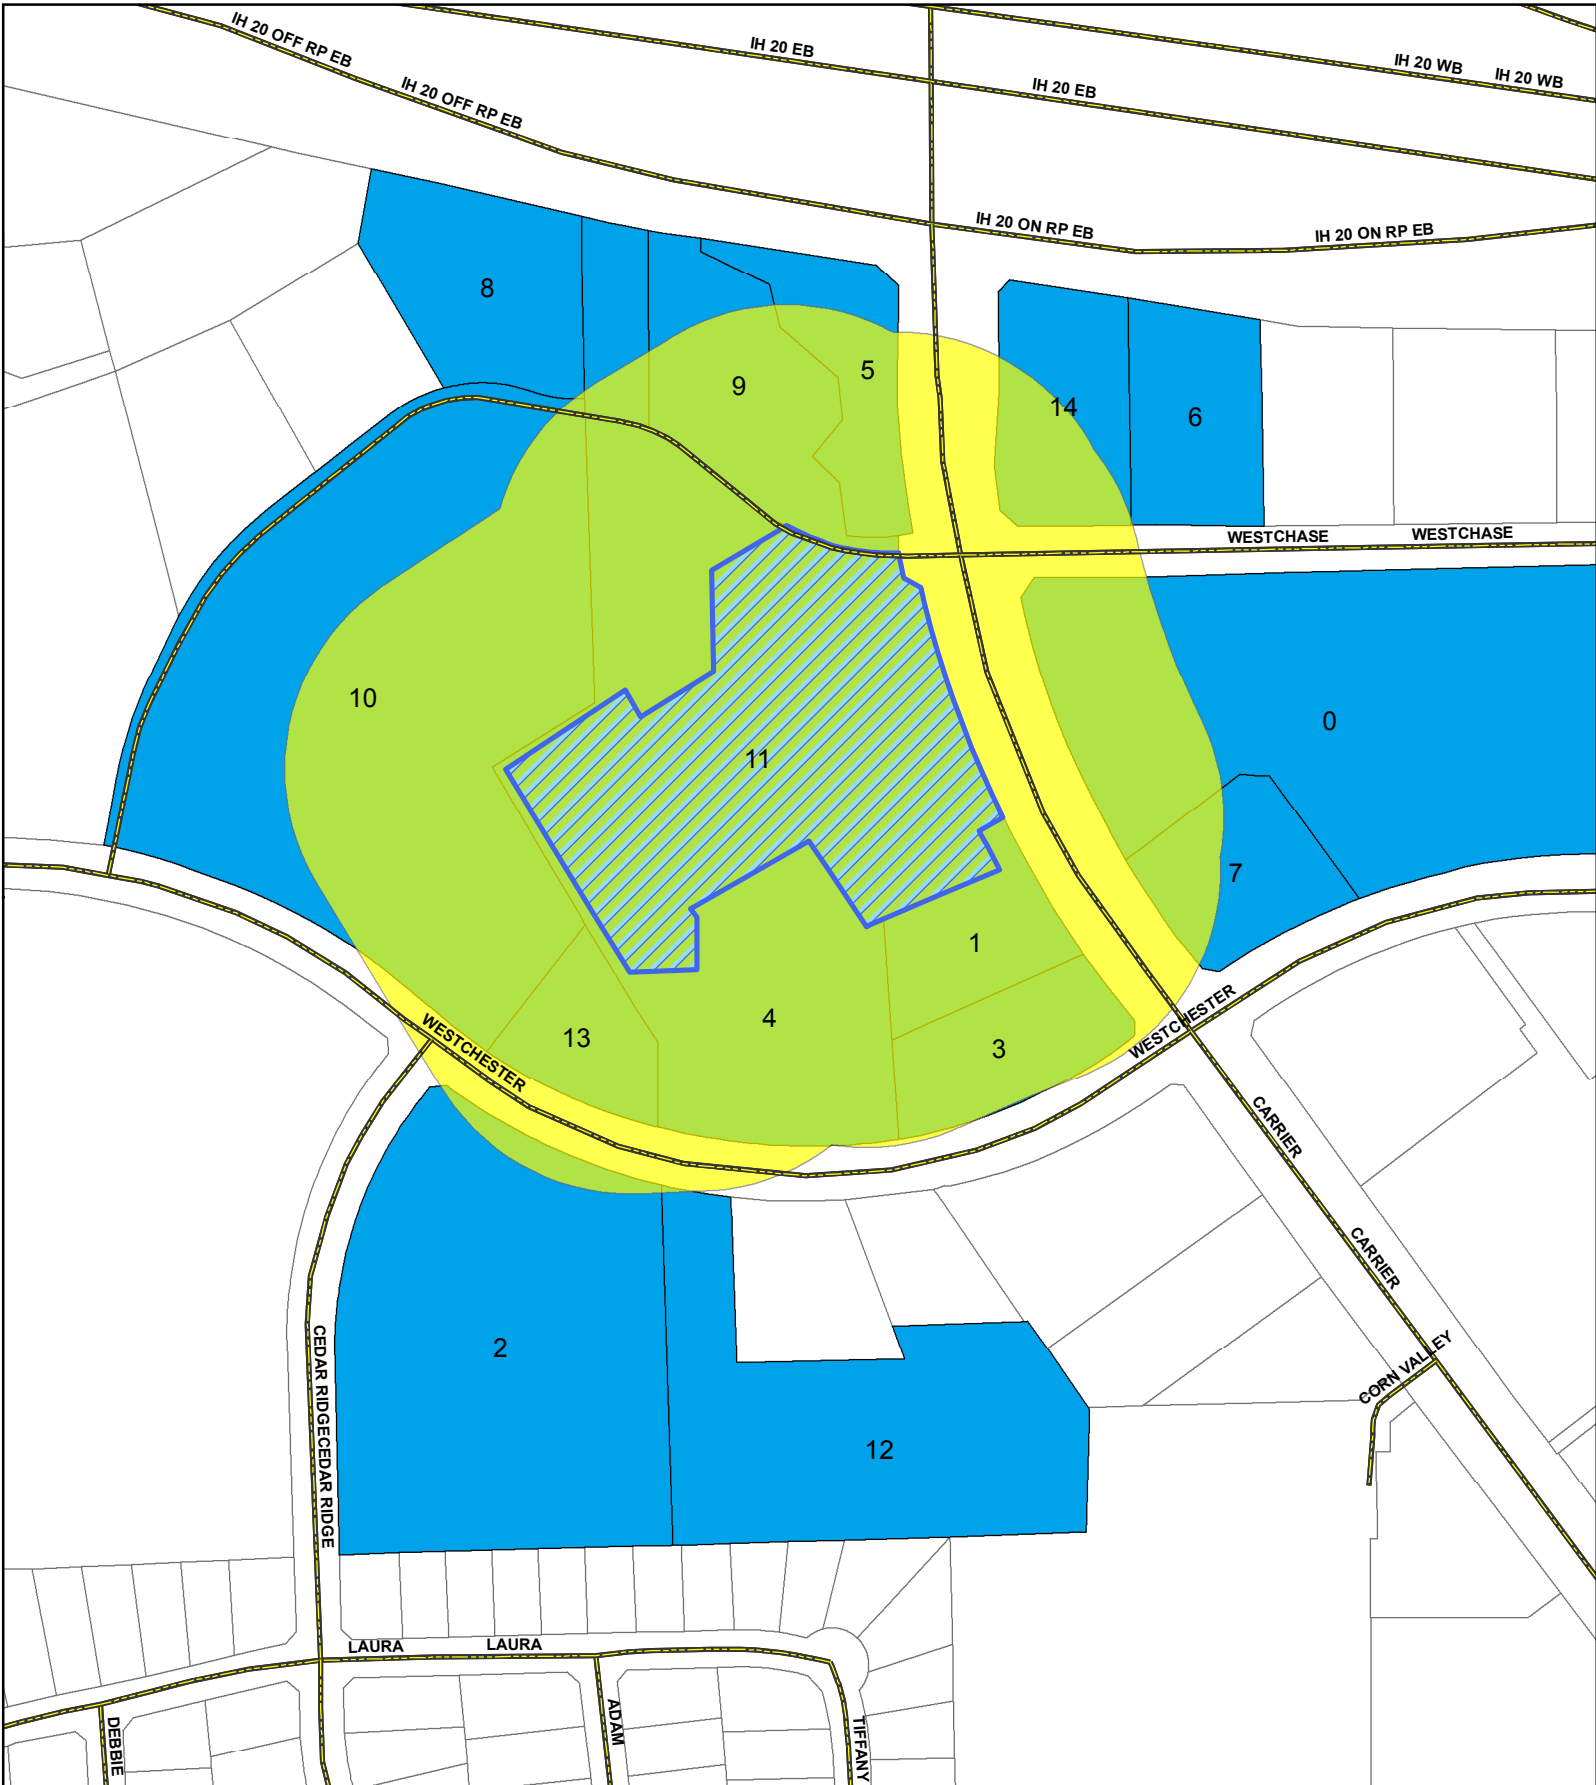 IH 20 OFF RP EB
IH 20 EB
IH 20 WB
IH 20 WB
IH 20 OFF RP EB
IH 20 EB
IH 20 ON RP EB
IH 20 ON RP EB
8
5
9
14
6
WESTCHASE
WESTCHASE
10
0
11
7
1
4
13
3
WESTCHESTER
WESTCHESTER
CARRIER
CARRIER
2
CEDAR RIDGECEDAR RIDGE
CORN VALLEY
12
LAURA
LAURA
DEBBIE
ADAM
TIFFANY